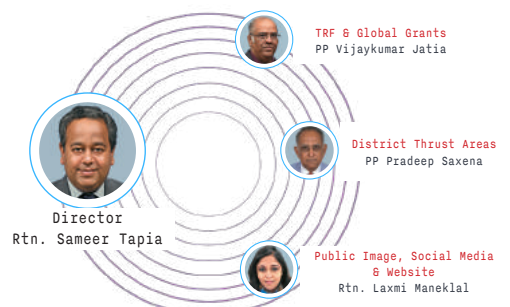 TRF & Global Grants
PP Vijaykumar Jatia
District Thrust Areas
PP Pradeep Saxena
Director
Rtn. Sameer Tapia
Public Image, Social Media
& Website
Rtn. Laxmi Maneklal